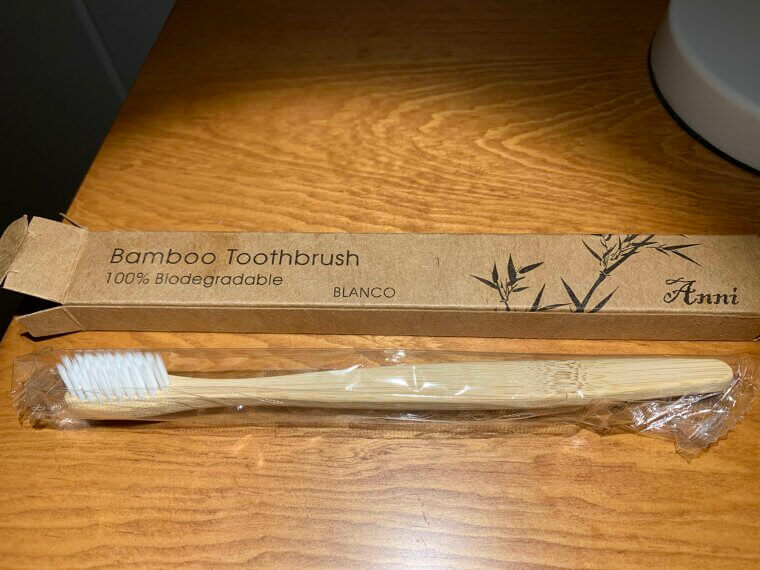 Bamboo Toothbrush
100% Biodegradable
BLANCO
Anni